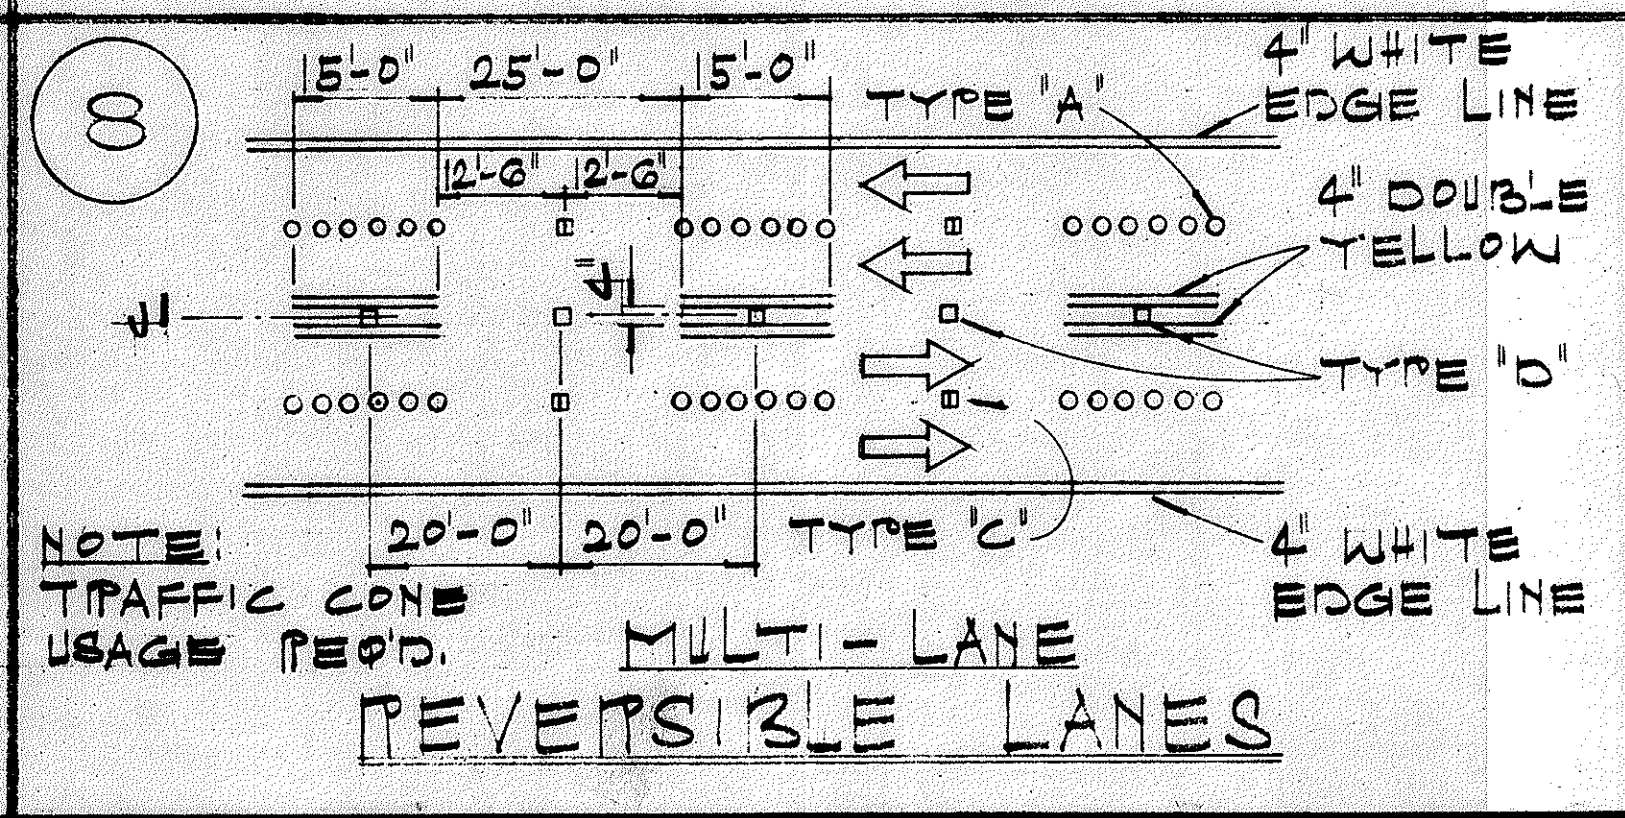 8
15'-0" 25'-0" 15'-0"
TYPE "A"
4" WHITE
EDGE LINE
12'-6" 12'-6"
4" DOUBLE
YELLOW
TYPE "D"
20'-0" 20'-0"
TYPE "C"
4" WHITE
EDGE LINE
NOTE:
TRAFFIC CONE
USAGE REQ'D.
MULTI-LANE
REVERSIBLE LANES